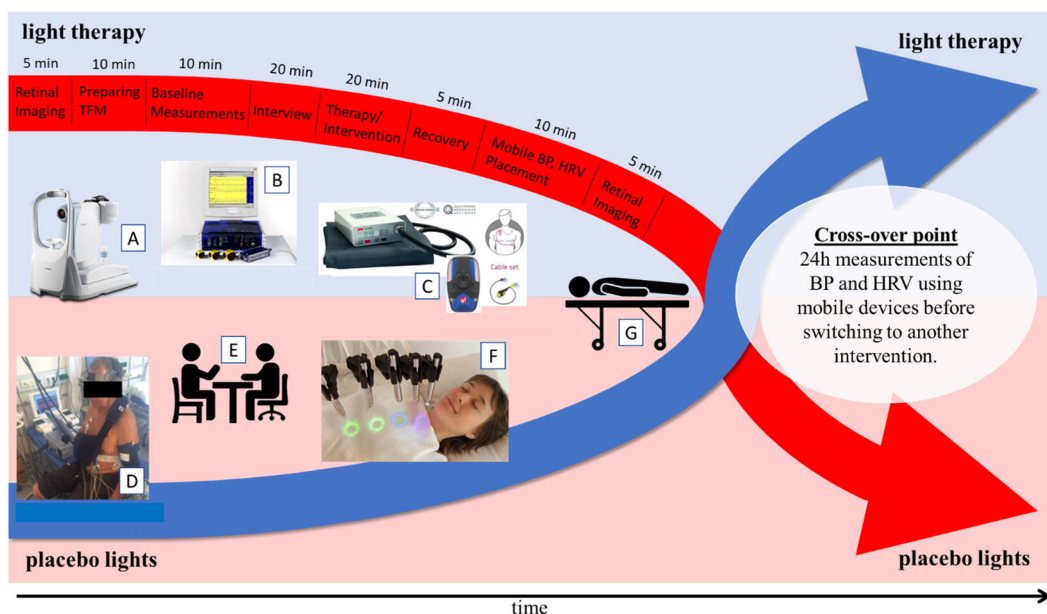 light therapy
light therapy
5 min
10 min
10 min
20 min
20 min
5 min
10 min
5 min
Retinal
Imaging
Preparing
TFM
Baseline
Measurements
Interview
Therapy/
Intervention
Recovery
Mobile BP, HRV
Placement
Retinal
Imaging
A
B
C
Cable set
D
E
F
G
Cross-over point
24h measurements of
BP and HRV using
mobile devices before
switching to another
intervention.
placebo lights
placebo lights
time